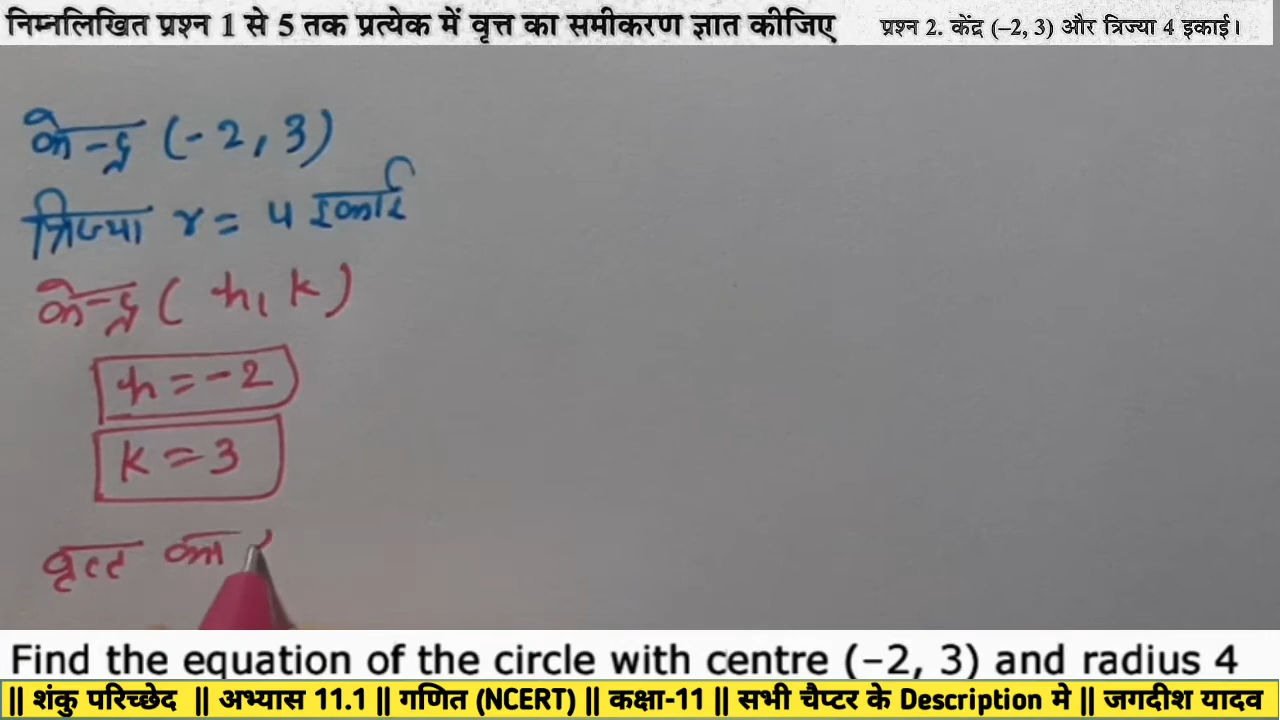 निम्नलिखित प्रश्न 1 से 5 तक प्रत्येक में वृत्त का समीकरण ज्ञात कीजिए प्रश्न 2. केंद्र (–2, 3) और त्रिज्या 4 इकाई।
केन्द्र (-2, 3)
त्रिज्या r = 4 इकाई
केन्द्र ( h, k )
h = -2
k = 3
वृत्त का
Find the equation of the circle with centre (–2, 3) and radius 4
|| शंकु परिच्छेद || अभ्यास 11.1 || गणित (NCERT) || कक्षा-11 || सभी चैप्टर के Description मे || जगदीश यादव